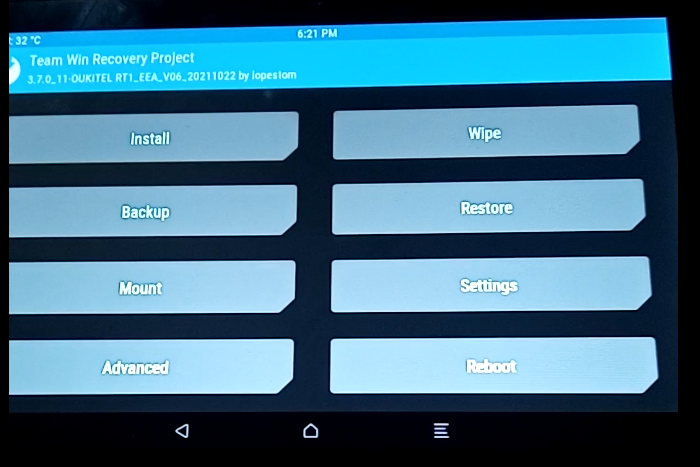 : 32 °C
6:21 PM
Team Win Recovery Project
3.7.0_11-OUKITEL RT1_EEA_V06_20211022 by lopestom
Install
Wipe
Backup
Restore
Mount
Settings
Advanced
Reboot